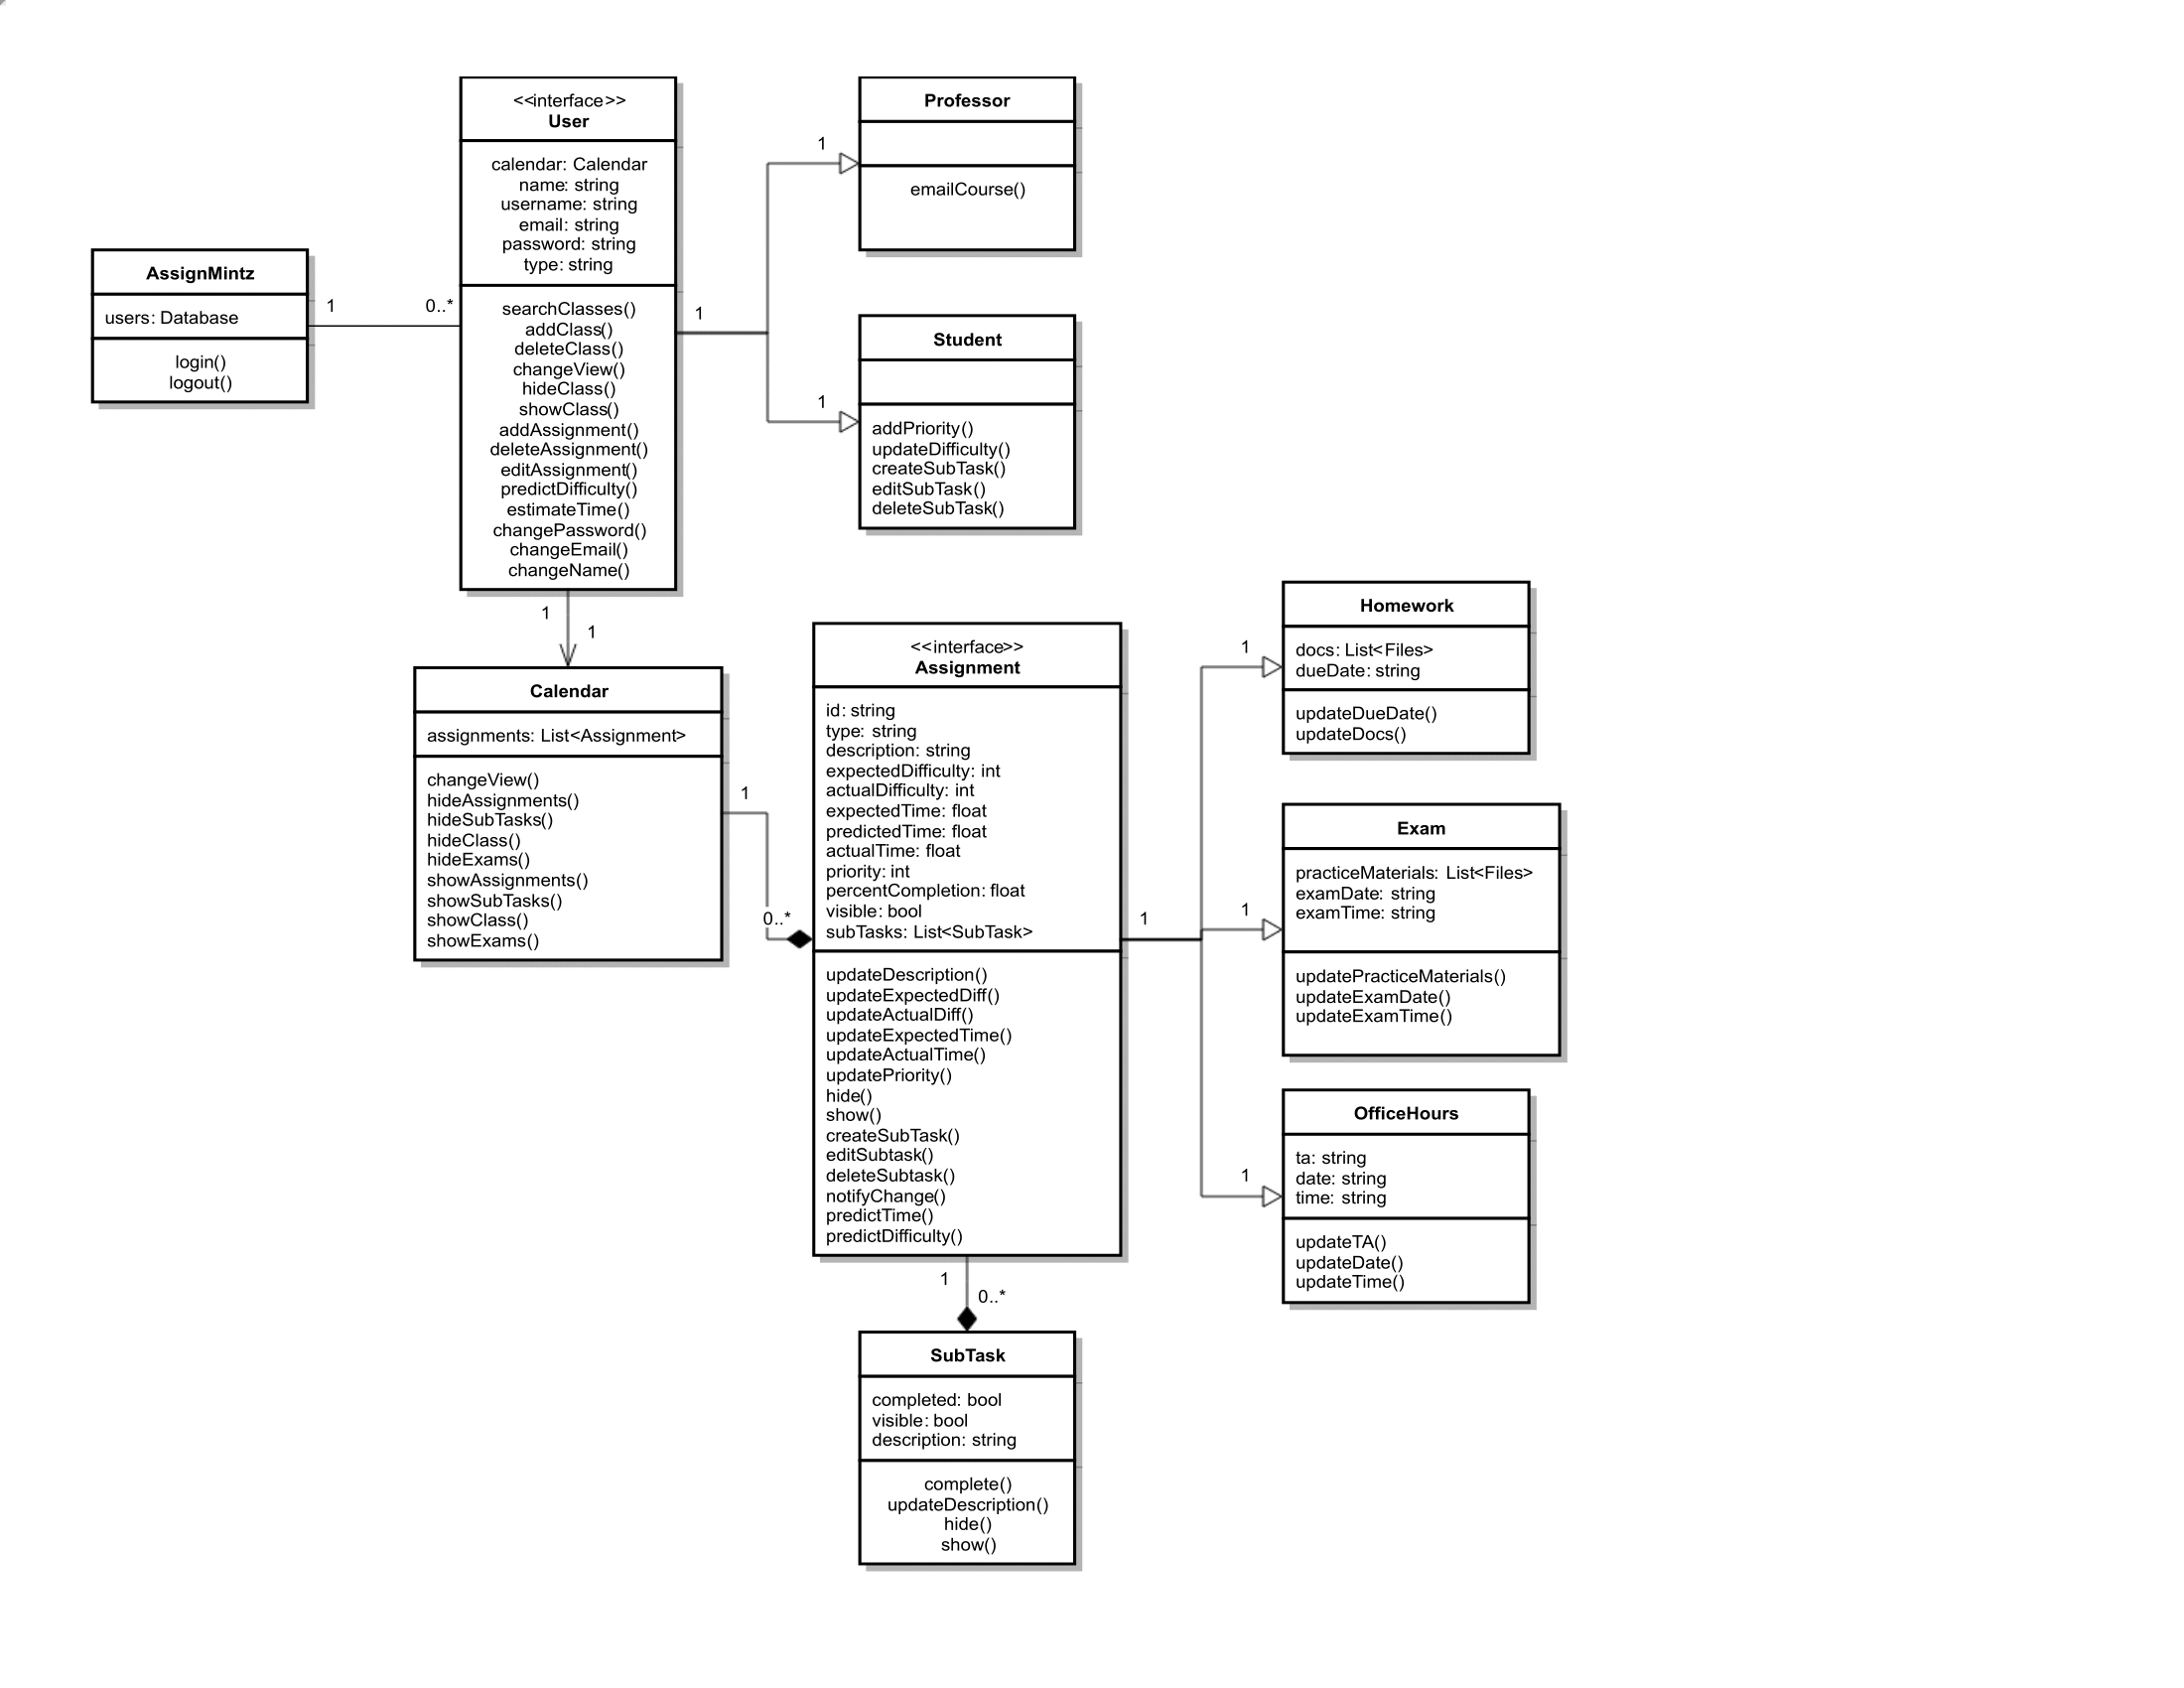 AssignMintz
users: Database
login()
logout()
1
0..*
<<interface>>
User
calendar: Calendar
name: string
username: string
email: string
password: string
type: string
searchClasses()
addClass()
deleteClass()
changeView()
hideClass()
showClass()
addAssignment()
deleteAssignment()
editAssignment()
predictDifficulty()
estimateTime()
changePassword()
changeEmail()
changeName()
1
1
Professor
emailCourse()
1
Student
addPriority()
updateDifficulty()
createSubTask()
editSubTask()
deleteSubTask()
1
1
Calendar
assignments: List<Assignment>
changeView()
hideAssignments()
hideSubTasks()
hideClass()
hideExams()
showAssignments()
showSubTasks()
showClass()
showExams()
1
0..*
<<interface>>
Assignment
id: string
type: string
description: string
expectedDifficulty: int
actualDifficulty: int
expectedTime: float
predictedTime: float
actualTime: float
priority: int
percentCompletion: float
visible: bool
subTasks: List<SubTask>
updateDescription()
updateExpectedDiff()
updateActualDiff()
updateExpectedTime()
updateActualTime()
updatePriority()
hide()
show()
createSubTask()
editSubtask()
deleteSubtask()
notifyChange()
predictTime()
predictDifficulty()
1
1
Homework
docs: List<Files>
dueDate: string
updateDueDate()
updateDocs()
1
Exam
practiceMaterials: List<Files>
examDate: string
examTime: string
updatePracticeMaterials()
updateExamDate()
updateExamTime()
1
OfficeHours
ta: string
date: string
time: string
updateTA()
updateDate()
updateTime()
1
0..*
SubTask
completed: bool
visible: bool
description: string
complete()
updateDescription()
hide()
show()